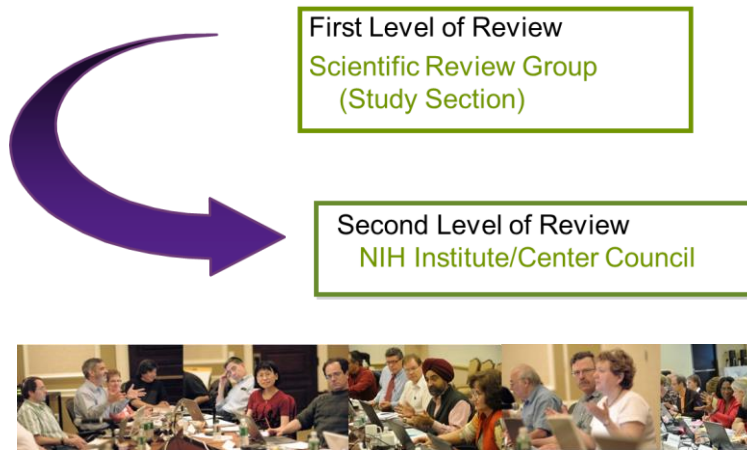 First Level of Review
Scientific Review Group
(Study Section)
Second Level of Review
NIH Institute/Center Council